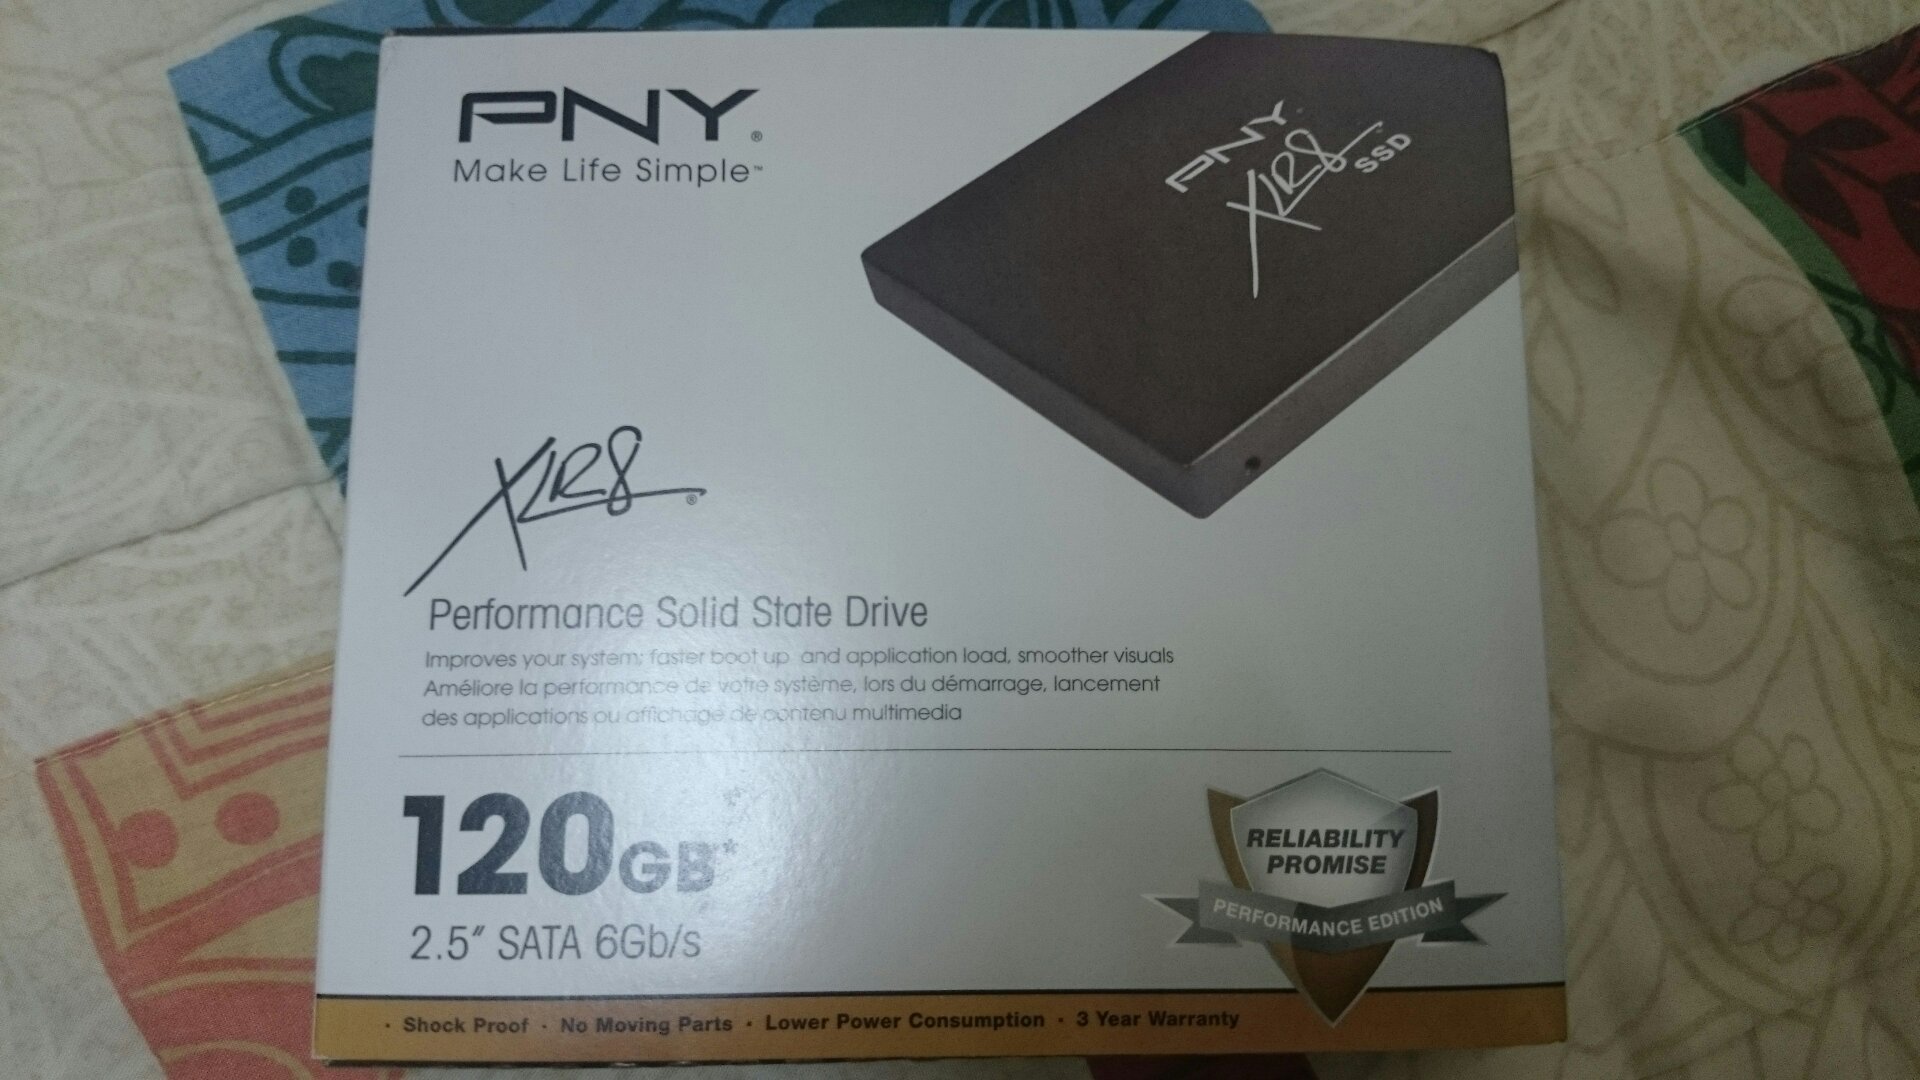 PNY®
Make Life Simple™
PNY
XLR8
SSD
XLR8®
Performance Solid State Drive
Improves your system: faster boot up and application load, smoother visuals
Améliore la performance de votre système, lors du démarrage, lancement
des applications ou affichage de contenu multimedia
120GB*
2.5″ SATA 6Gb/s
RELIABILITY
PROMISE
PERFORMANCE EDITION
· Shock Proof · No Moving Parts · Lower Power Consumption · 3 Year Warranty